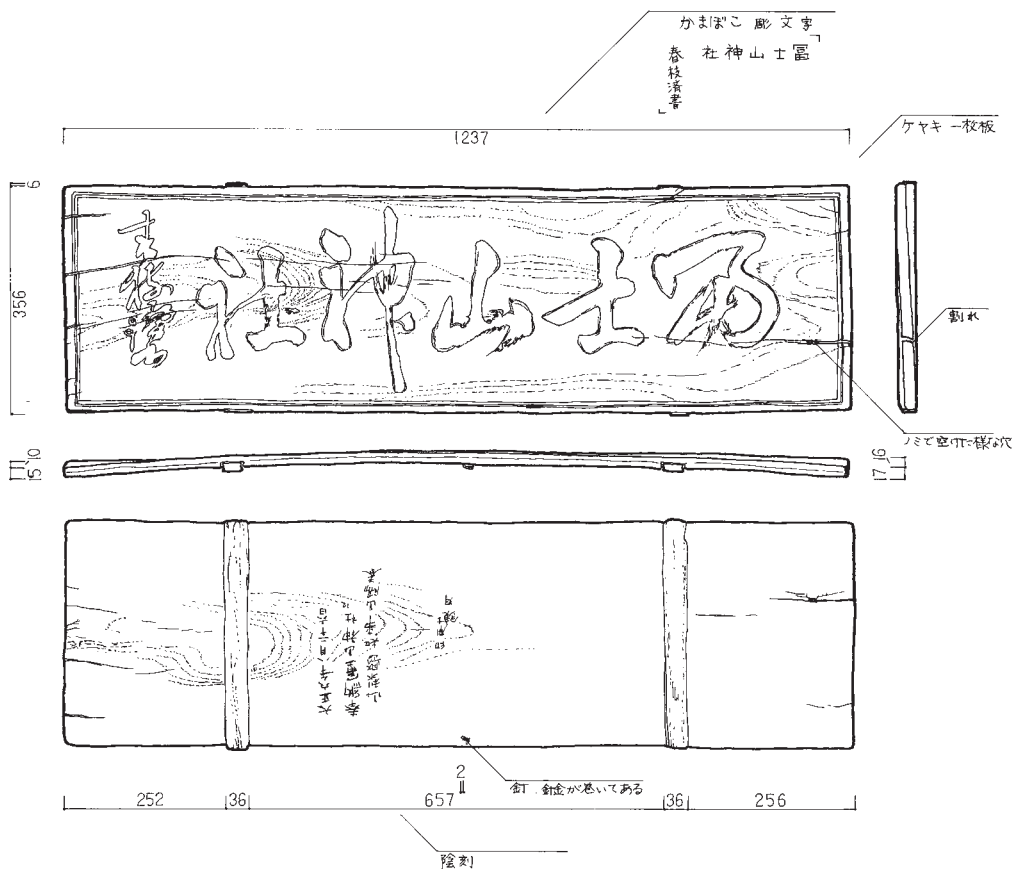 かまぼこ 彫文字
「冨士山神社
春枝済書」
1237
ケヤキ 一枚板
6
356
冨士山神社
割れ
ノミで空けた様な穴
10
15
16
17
2
釘、針金が巻いてある
252
36
657
36
256
陰刻